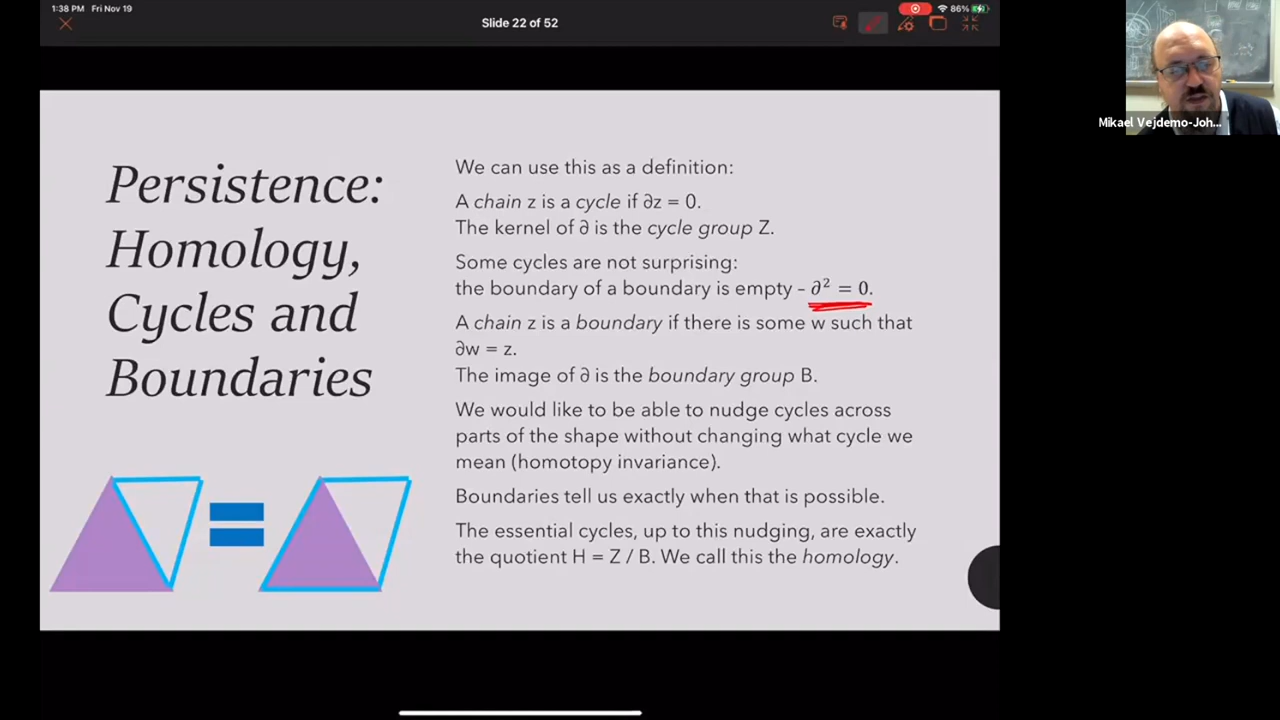 1:38 PM Fri Nov 19
86%
Slide 22 of 52
Mikael Vejdemo-Joh...
Persistence:
Homology,
Cycles and
Boundaries
We can use this as a definition:
A chain z is a cycle if ∂z = 0.
The kernel of ∂ is the cycle group Z.
Some cycles are not surprising:
the boundary of a boundary is empty – ∂² = 0.
A chain z is a boundary if there is some w such that
∂w = z.
The image of ∂ is the boundary group B.
We would like to be able to nudge cycles across
parts of the shape without changing what cycle we
mean (homotopy invariance).
Boundaries tell us exactly when that is possible.
The essential cycles, up to this nudging, are exactly
the quotient H = Z / B. We call this the homology.